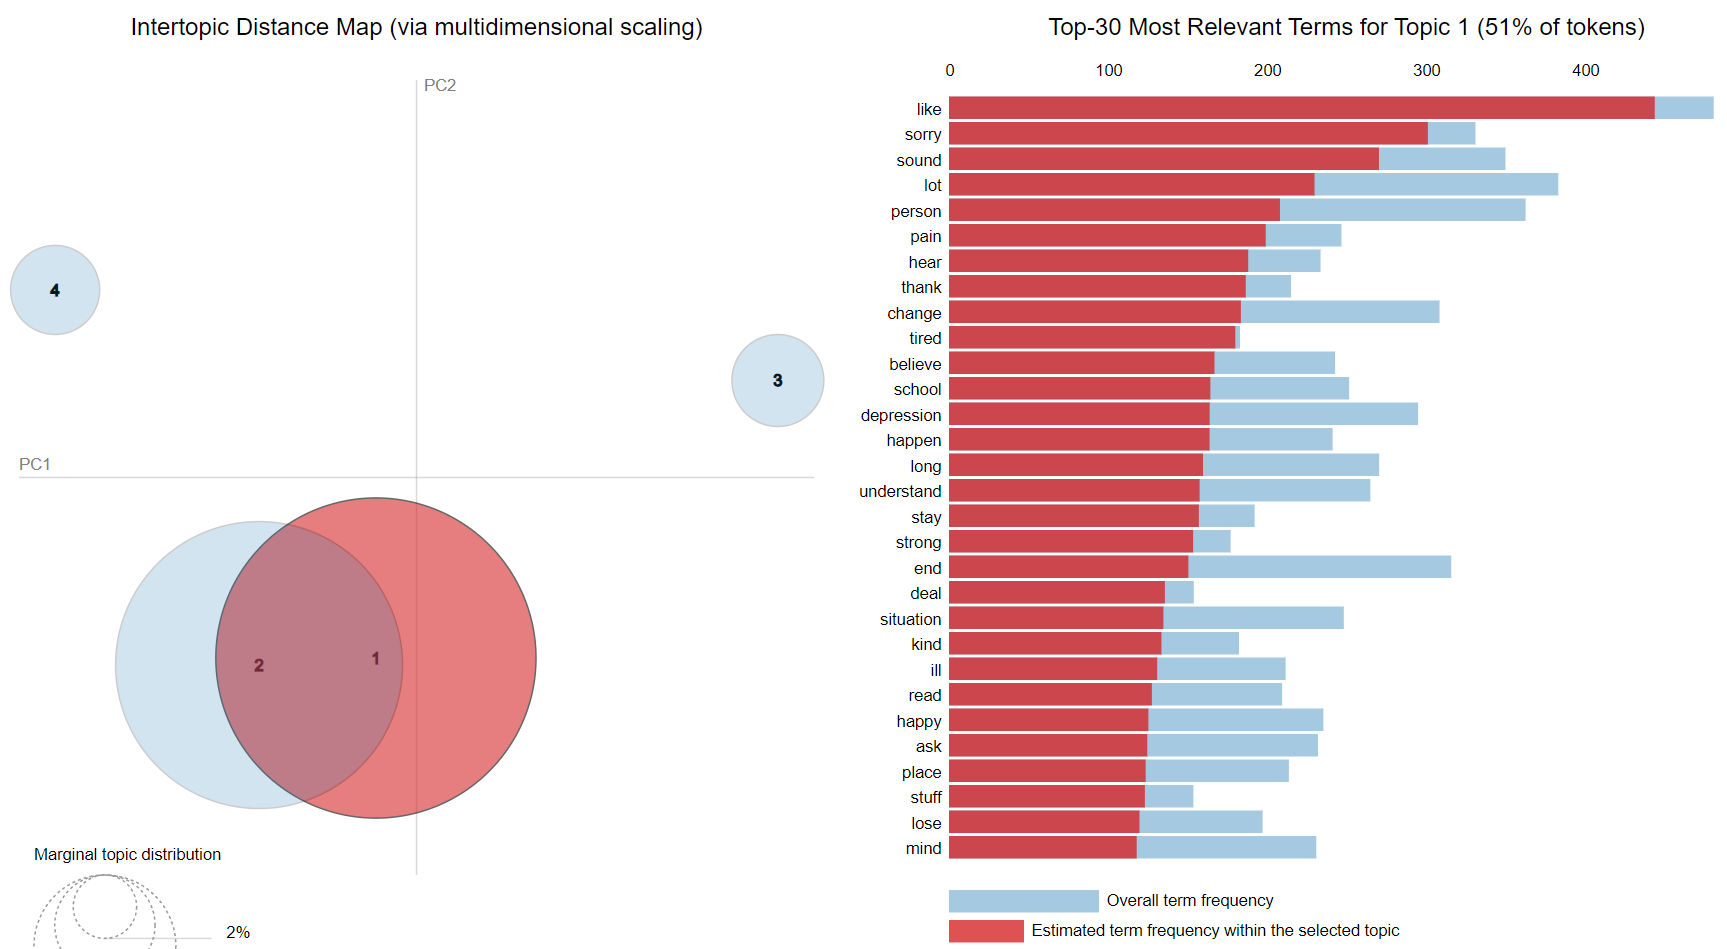 Intertopic Distance Map (via multidimensional scaling)
PC2
PC1
4
3
2
1
Marginal topic distribution
2%
Top-30 Most Relevant Terms for Topic 1 (51% of tokens)
0 100 200 300 400
like
sorry
sound
lot
person
pain
hear
thank
change
tired
believe
school
depression
happen
long
understand
stay
strong
end
deal
situation
kind
ill
read
happy
ask
place
stuff
lose
mind
Overall term frequency
Estimated term frequency within the selected topic